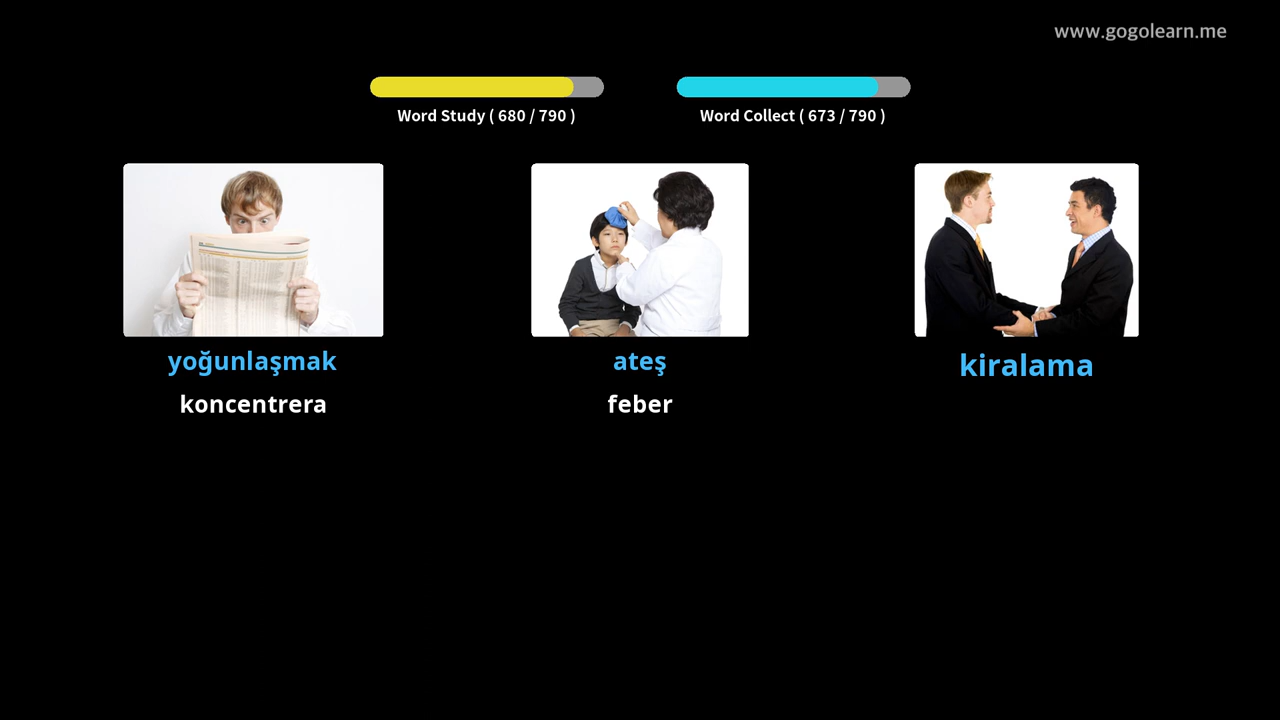 www.gogolearn.me
Word Study ( 680 / 790 )
Word Collect ( 673 / 790 )
yoğunlaşmak
koncentrera
ateş
feber
kiralama